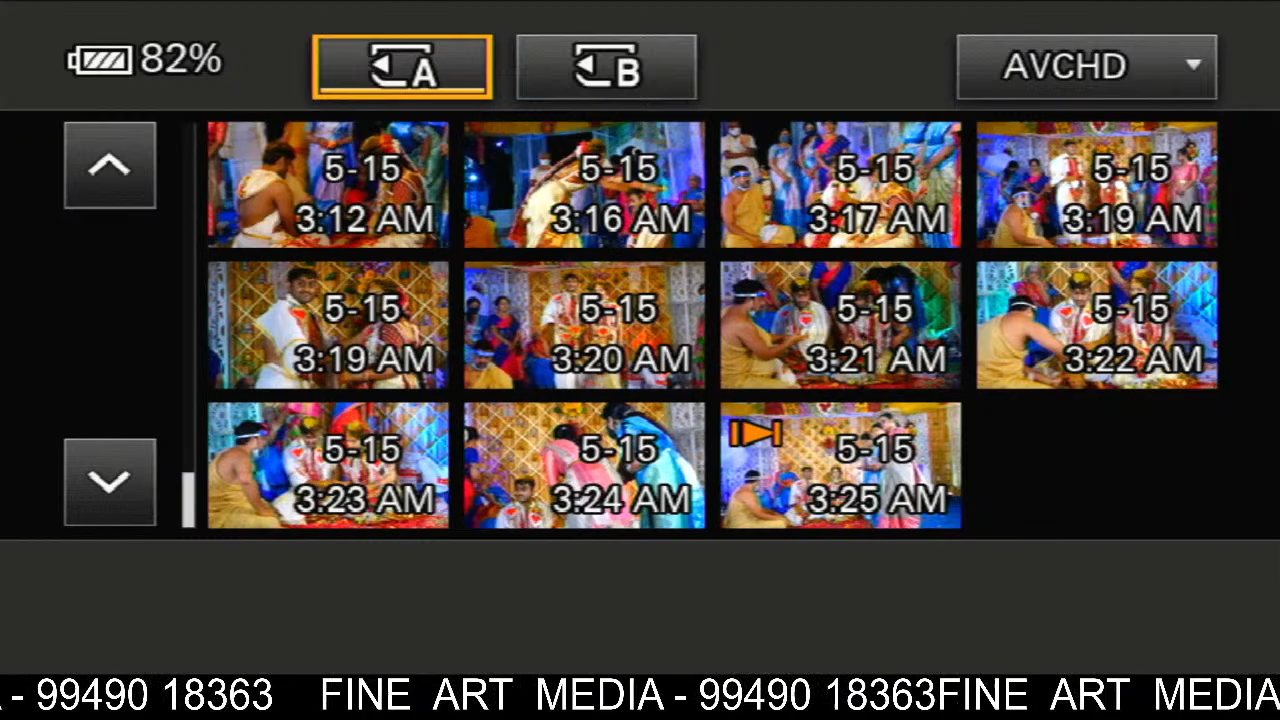 82% A B AVCHD
5-15 5-15 5-15 5-15
3:12 AM 3:16 AM 3:17 AM 3:19 AM
5-15 5-15 5-15 5-15
3:19 AM 3:20 AM 3:21 AM 3:22 AM
5-15 5-15 5-15
3:23 AM 3:24 AM 3:25 AM
A - 99490 18363 FINE ART MEDIA - 99490 18363FINE ART MEDIA